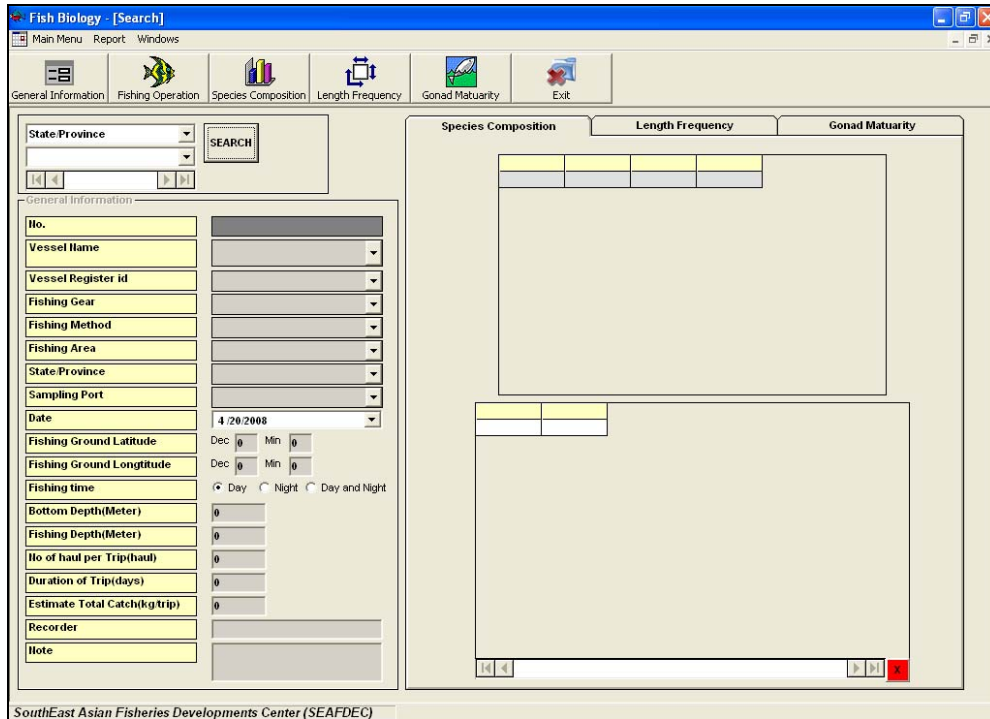 Fish Biology - [Search]
Main Menu Report Windows
General Information Fishing Operation Species Composition Length Frequency Gonad Matuarity Exit
State/Province
SEARCH
General Information
No.
Vessel Name
Vessel Register id
Fishing Gear
Fishing Method
Fishing Area
State/Province
Sampling Port
Date 4 /20/2008
Fishing Ground Latitude Dec 0 Min 0
Fishing Ground Longtitude Dec 0 Min 0
Fishing time Day Night Day and Night
Bottom Depth(Meter) 0
Fishing Depth(Meter) 0
No of haul per Trip(haul) 0
Duration of Trip(days) 0
Estimate Total Catch(kg/trip) 0
Recorder
Note
Species Composition Length Frequency Gonad Matuarity
X
SouthEast Asian Fisheries Developments Center (SEAFDEC)